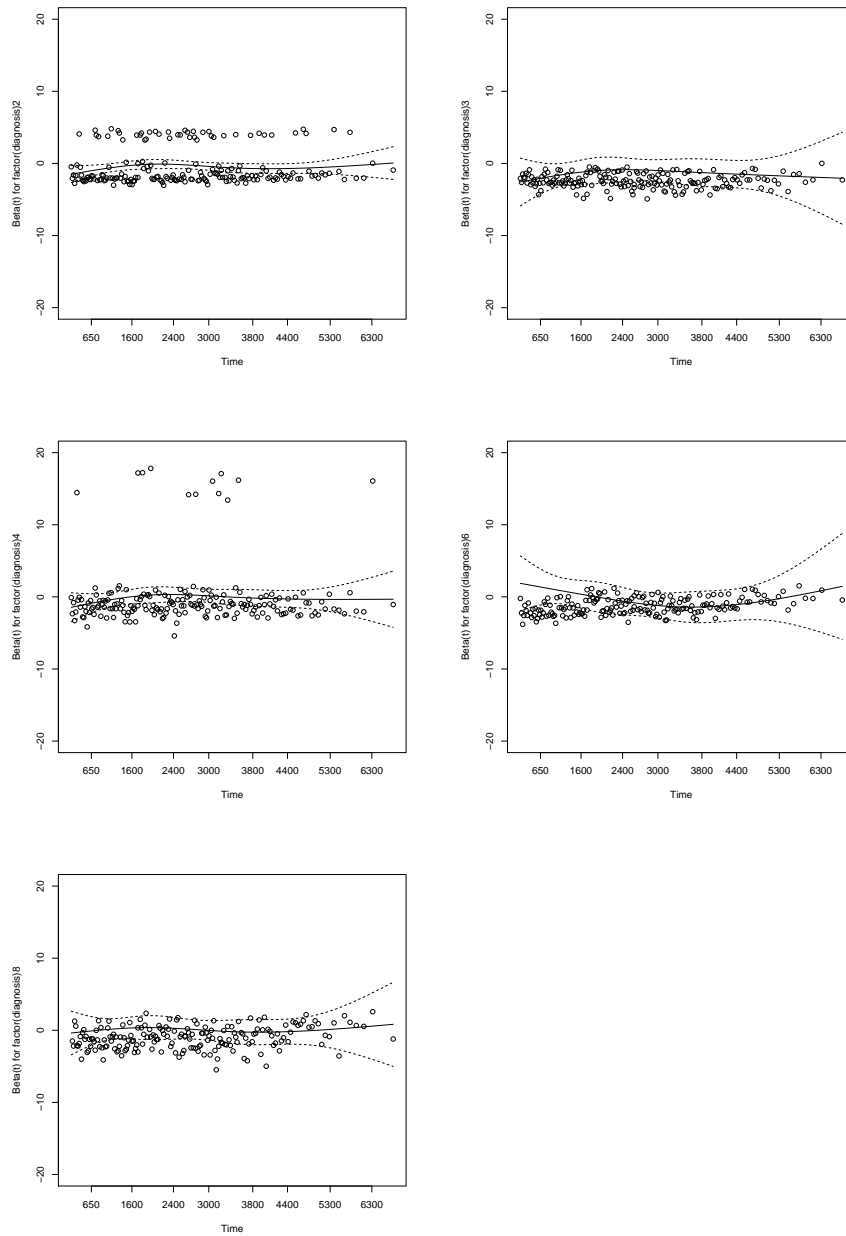 20
10
0
−10
−20
Beta(t) for factor(diagnosis)2
650 1600 2400 3000 3800 4400 5300 6300
Time
20
10
0
−10
−20
Beta(t) for factor(diagnosis)3
650 1600 2400 3000 3800 4400 5300 6300
Time
20
10
0
−10
−20
Beta(t) for factor(diagnosis)4
650 1600 2400 3000 3800 4400 5300 6300
Time
20
10
0
−10
−20
Beta(t) for factor(diagnosis)6
650 1600 2400 3000 3800 4400 5300 6300
Time
20
10
0
−10
−20
Beta(t) for factor(diagnosis)8
650 1600 2400 3000 3800 4400 5300 6300
Time